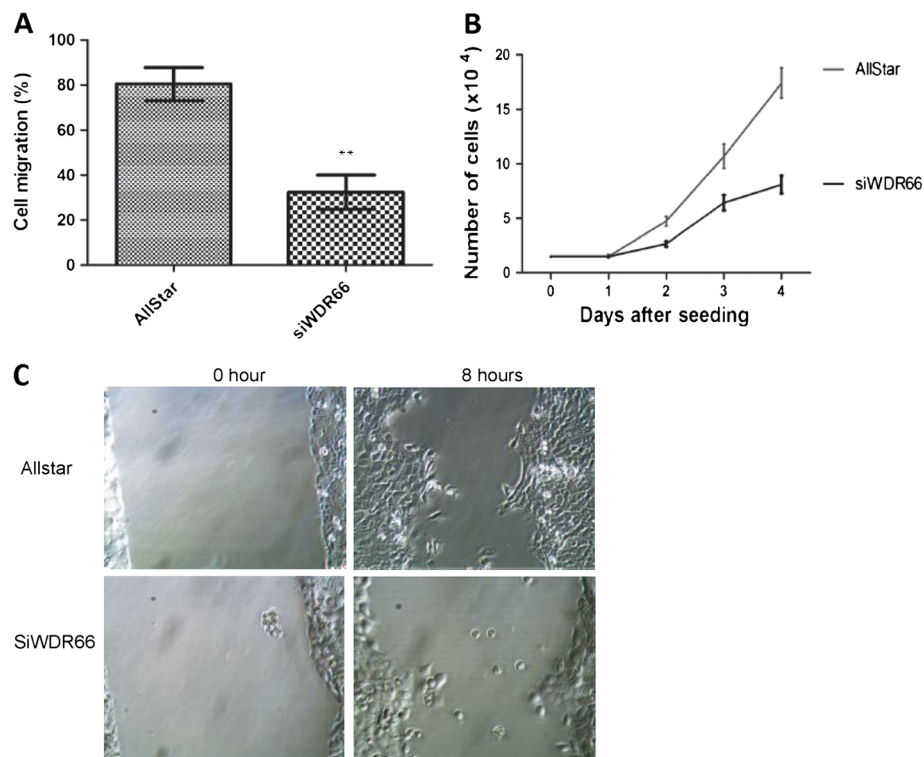 A
Cell migration (%)
100
80
60
40
20
0
**
AllStar
siWDR66
B
Number of cells (x10 4)
20
15
10
5
0
0 1 2 3 4
Days after seeding
AllStar
siWDR66
C
0 hour 8 hours
Allstar
SiWDR66